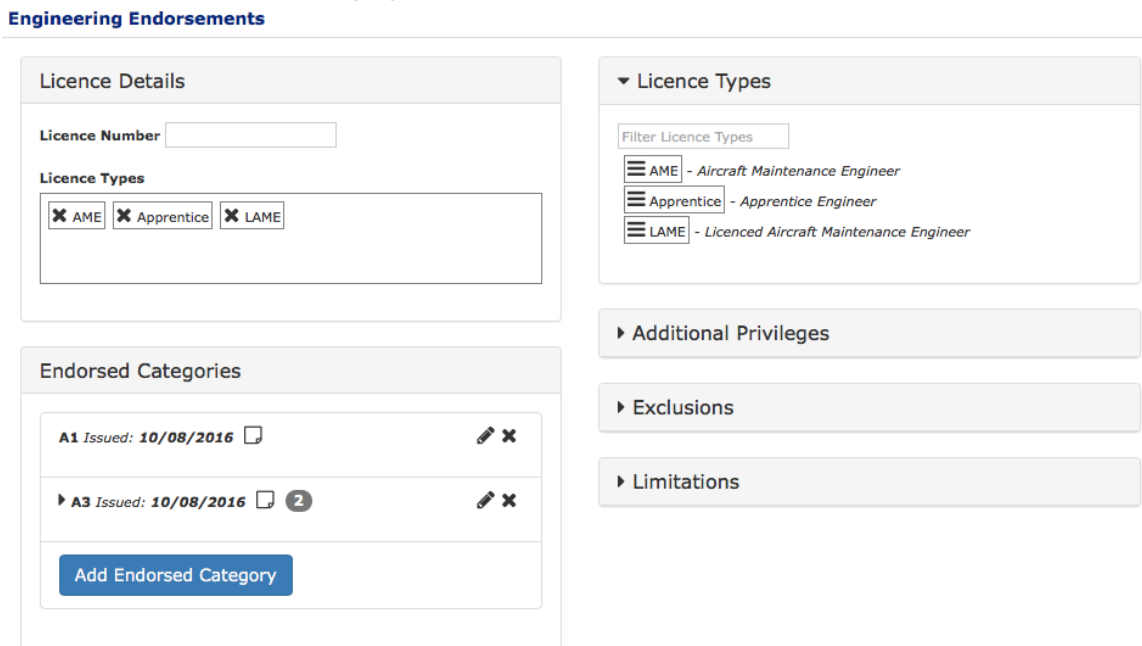 Engineering Endorsements
Licence Details
Licence Number
Licence Types
AME Apprentice LAME
Endorsed Categories
A1 Issued: 10/08/2016
A3 Issued: 10/08/2016 2
Add Endorsed Category
Licence Types
Filter Licence Types
AME - Aircraft Maintenance Engineer
Apprentice - Apprentice Engineer
LAME - Licenced Aircraft Maintenance Engineer
Additional Privileges
Exclusions
Limitations